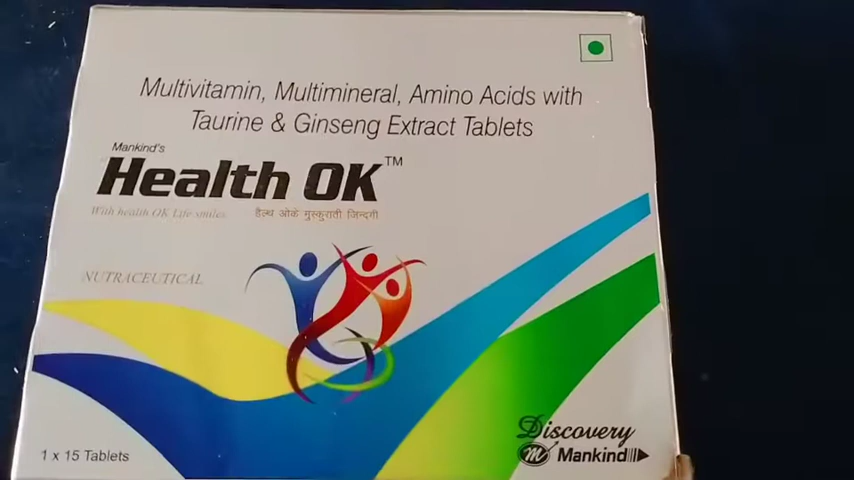 Multivitamin, Multimineral, Amino Acids with
Taurine & Ginseng Extract Tablets
Mankind's
Health OK™
With health OK Life smiles
हेल्थ ओके मुस्कुराती जिन्दगी
NUTRACEUTICAL
1 x 15 Tablets
Discovery
m Mankind